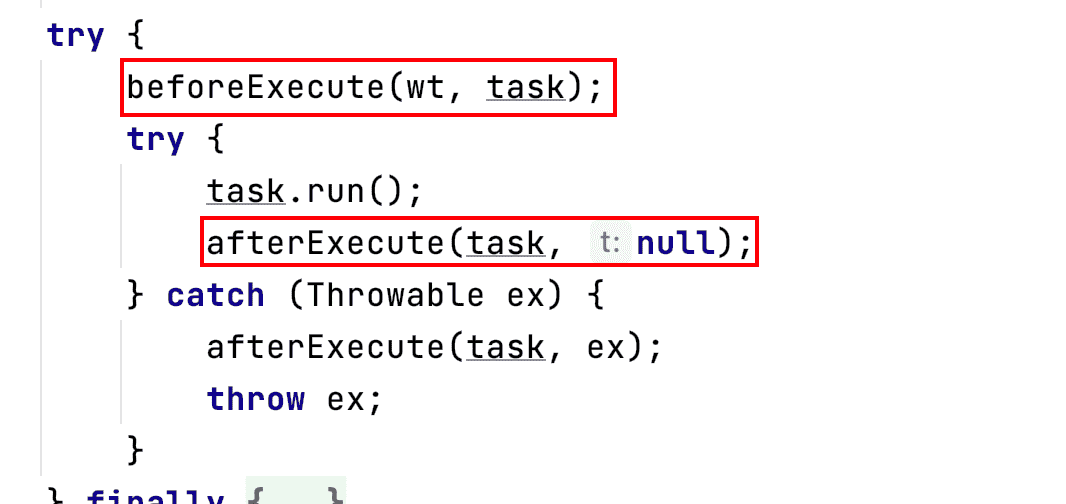 try {
beforeExecute(wt, task);
try {
task.run();
afterExecute(task, t: null);
} catch (Throwable ex) {
afterExecute(task, ex);
throw ex;
}
} finally {...}